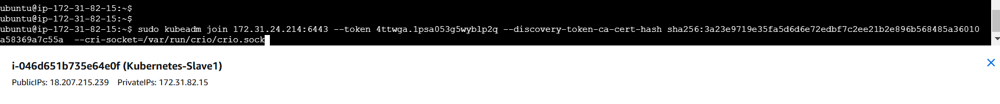 ubuntu@ip-172-31-82-15:~$
ubuntu@ip-172-31-82-15:~$
ubuntu@ip-172-31-82-15:~$ sudo kubeadm join 172.31.24.214:6443 --token 4ttwga.1psa053g5wyblp2q --discovery-token-ca-cert-hash sha256:3a23e9719e35fa5d6d6e72edbf7c2ee21b2e896b568485a36010
a58369a7c55a  --cri-socket=/var/run/crio/crio.sock
i-046d651b735e64e0f (Kubernetes-Slave1)
PublicIPs: 18.207.215.239 PrivateIPs: 172.31.82.15